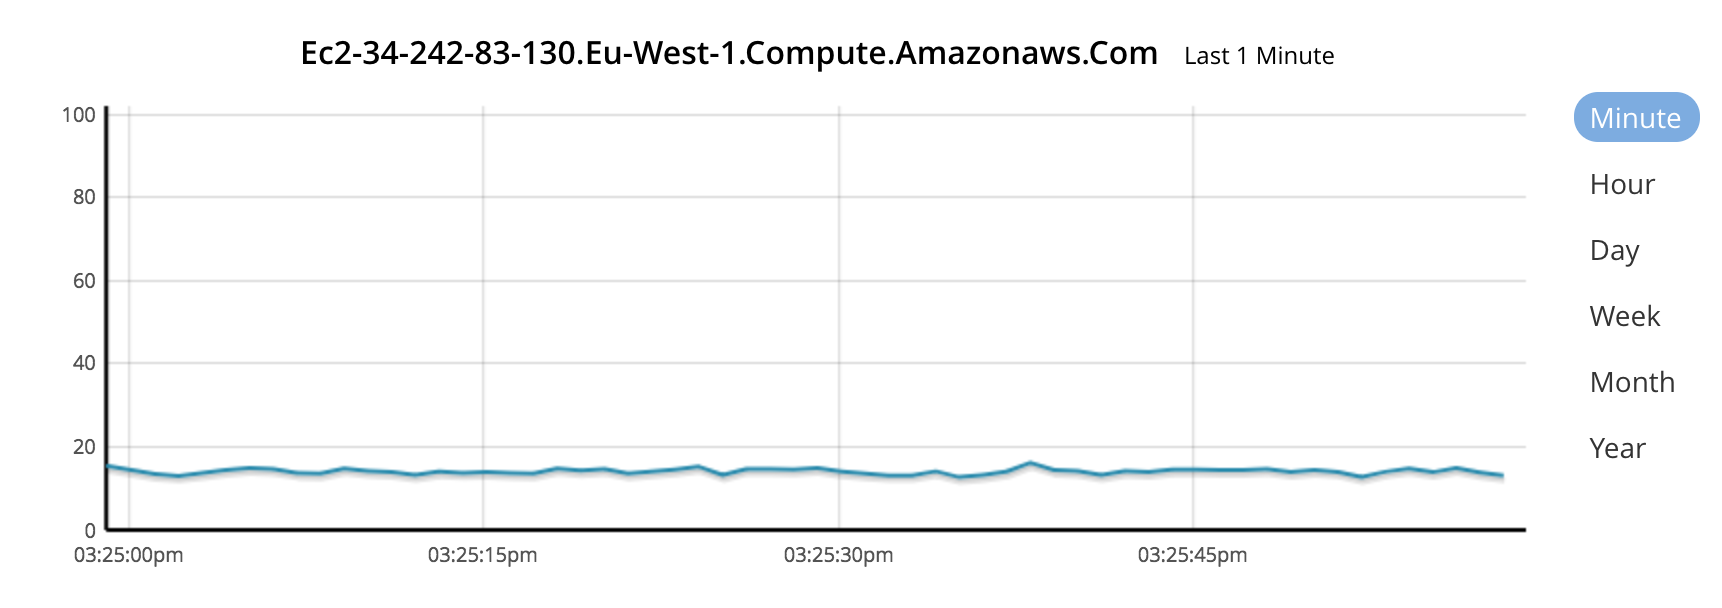 Ec2-34-242-83-130.Eu-West-1.Compute.Amazonaws.Com Last 1 Minute
100
80
60
40
20
0
03:25:00pm 03:25:15pm 03:25:30pm 03:25:45pm
Minute
Hour
Day
Week
Month
Year